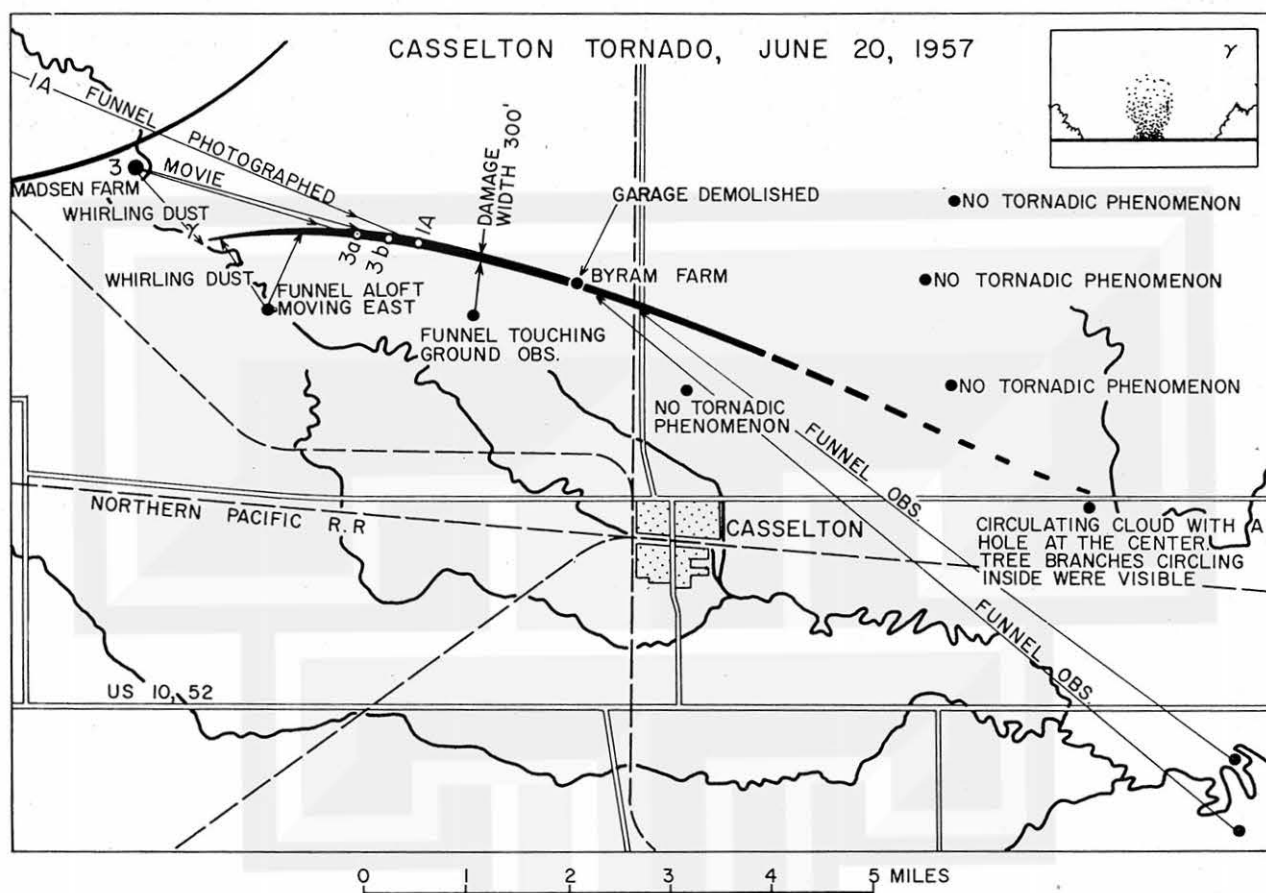 CASSELTON TORNADO, JUNE 20, 1957
γ
1A FUNNEL PHOTOGRAPHED
3
MOVIE
MADSEN FARM
WHIRLING DUST
γ
WHIRLING DUST
FUNNEL ALOFT
MOVING EAST
3a
3b
1A
DAMAGE
WIDTH 300'
FUNNEL TOUCHING
GROUND OBS.
GARAGE DEMOLISHED
BYRAM FARM
NO TORNADIC PHENOMENON
NO TORNADIC PHENOMENON
NO TORNADIC PHENOMENON
NO TORNADIC
PHENOMENON
FUNNEL OBS.
FUNNEL OBS.
NORTHERN PACIFIC R.R
CASSELTON
CIRCULATING CLOUD WITH A
HOLE AT THE CENTER.
TREE BRANCHES CIRCLING
INSIDE WERE VISIBLE
US 10, 52
0 1 2 3 4 5 MILES